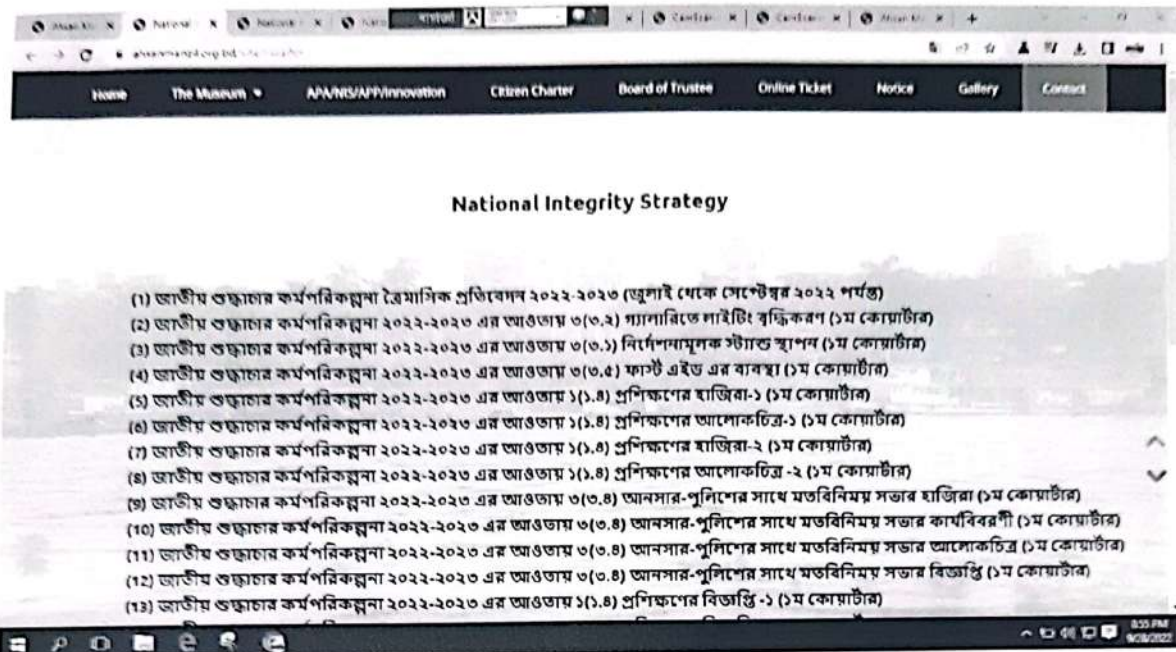 বাংলা
Home The Museum APA/NIS/APP/Innovation Citizen Charter Board of Trustee Online Ticket Notice Gallery Contact
National Integrity Strategy
(1) জাতীয় শুদ্ধাচার কর্মপরিকল্পনা ত্রৈমাসিক প্রতিবেদন ২০২২-২০২৩ (জুলাই থেকে সেপ্টেম্বর ২০২২ পর্যন্ত)
(2) জাতীয় শুদ্ধাচার কর্মপরিকল্পনা ২০২২-২০২৩ এর আওতায় ৩(৩.২) গ্যালারিতে লাইটিং বৃদ্ধিকরণ (১ম কোয়ার্টার)
(3) জাতীয় শুদ্ধাচার কর্মপরিকল্পনা ২০২২-২০২৩ এর আওতায় ৩(৩.১) নির্দেশনামূলক স্ট্যান্ড স্থাপন (১ম কোয়ার্টার)
(4) জাতীয় শুদ্ধাচার কর্মপরিকল্পনা ২০২২-২০২৩ এর আওতায় ৩(৩.৫) ফার্স্ট এইড এর ব্যবস্থা (১ম কোয়ার্টার)
(5) জাতীয় শুদ্ধাচার কর্মপরিকল্পনা ২০২২-২০২৩ এর আওতায় ১(১.৪) প্রশিক্ষণের হাজিরা-১ (১ম কোয়ার্টার)
(6) জাতীয় শুদ্ধাচার কর্মপরিকল্পনা ২০২২-২০২৩ এর আওতায় ১(১.৪) প্রশিক্ষণের আলোকচিত্র-১ (১ম কোয়ার্টার)
(7) জাতীয় শুদ্ধাচার কর্মপরিকল্পনা ২০২২-২০২৩ এর আওতায় ১(১.৪) প্রশিক্ষণের হাজিরা-২ (১ম কোয়ার্টার)
(8) জাতীয় শুদ্ধাচার কর্মপরিকল্পনা ২০২২-২০২৩ এর আওতায় ১(১.৪) প্রশিক্ষণের আলোকচিত্র -২ (১ম কোয়ার্টার)
(9) জাতীয় শুদ্ধাচার কর্মপরিকল্পনা ২০২২-২০২৩ এর আওতায় ৩(৩.৪) আনসার-পুলিশের সাথে মতবিনিময় সভার হাজিরা (১ম কোয়ার্টার)
(10) জাতীয় শুদ্ধাচার কর্মপরিকল্পনা ২০২২-২০২৩ এর আওতায় ৩(৩.৪) আনসার-পুলিশের সাথে মতবিনিময় সভার কার্যবিবরণী (১ম কোয়ার্টার)
(11) জাতীয় শুদ্ধাচার কর্মপরিকল্পনা ২০২২-২০২৩ এর আওতায় ৩(৩.৪) আনসার-পুলিশের সাথে মতবিনিময় সভার আলোকচিত্র (১ম কোয়ার্টার)
(12) জাতীয় শুদ্ধাচার কর্মপরিকল্পনা ২০২২-২০২৩ এর আওতায় ৩(৩.৪) আনসার-পুলিশের সাথে মতবিনিময় সভার বিজ্ঞপ্তি (১ম কোয়ার্টার)
(13) জাতীয় শুদ্ধাচার কর্মপরিকল্পনা ২০২২-২০২৩ এর আওতায় ১(১.৪) প্রশিক্ষণের বিজ্ঞপ্তি -১ (১ম কোয়ার্টার)
8:55 PM
9/28/2022